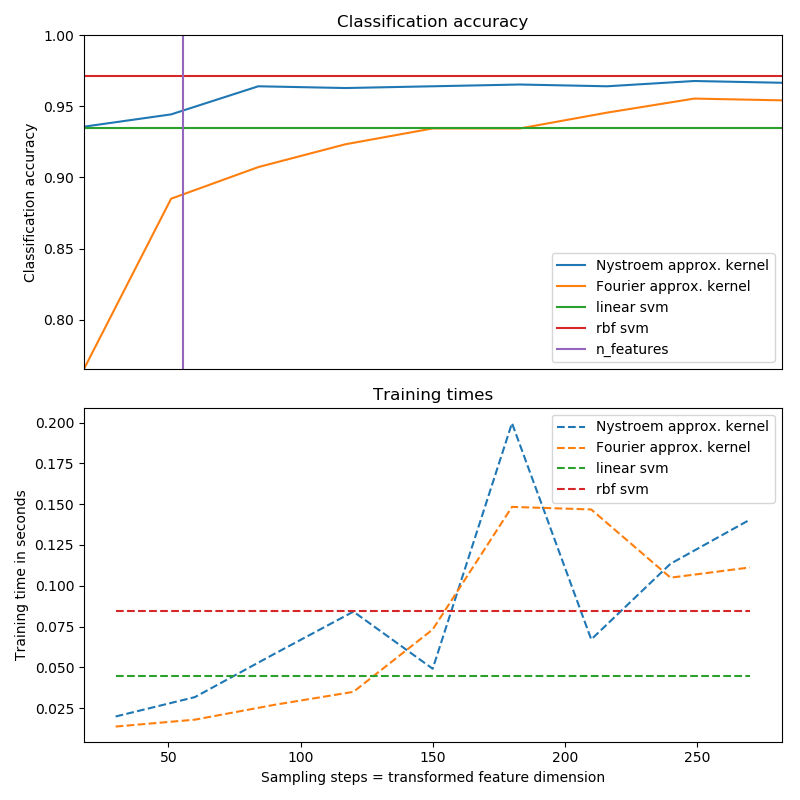 Classification accuracy
1.00
0.95
0.90
0.85
0.80
Classification accuracy
Nystroem approx. kernel
Fourier approx. kernel
linear svm
rbf svm
n_features
Training times
0.200
0.175
0.150
0.125
0.100
0.075
0.050
0.025
Training time in seconds
Nystroem approx. kernel
Fourier approx. kernel
linear svm
rbf svm
50 100 150 200 250
Sampling steps = transformed feature dimension